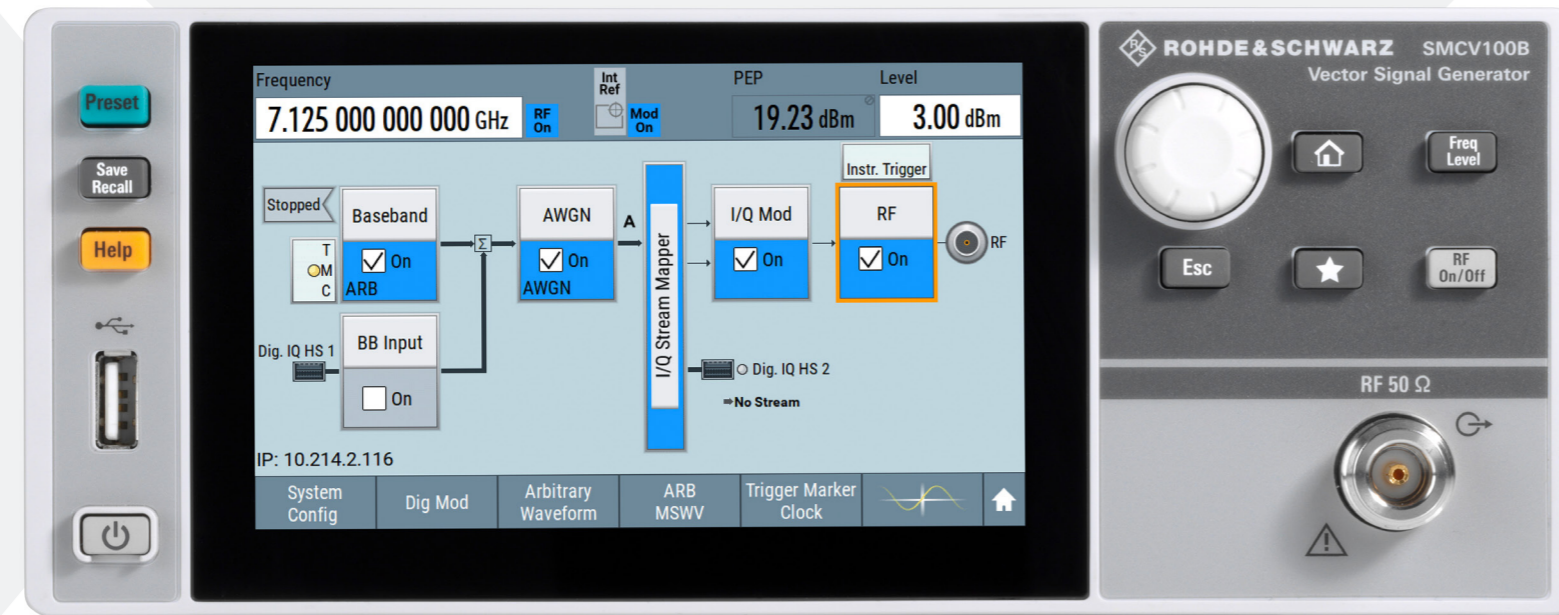 ROHDE & SCHWARZ SMCV100B
Vector Signal Generator
Preset
Save
Recall
Help
Frequency
7.125 000 000 000 GHz
RF
On
Int
Ref
Mod
On
PEP
19.23 dBm
Level
3.00 dBm
Instr. Trigger
Stopped
Baseband
T
M
C
On
ARB
Σ
AWGN
On
AWGN
A
I/Q Stream Mapper
I/Q Mod
On
RF
On
RF
Dig. IQ HS 1
BB Input
On
Dig. IQ HS 2
No Stream
IP: 10.214.2.116
System
Config
Dig Mod
Arbitrary
Waveform
ARB
MSWV
Trigger Marker
Clock
Freq
Level
Esc
RF
On/Off
RF 50 Ω